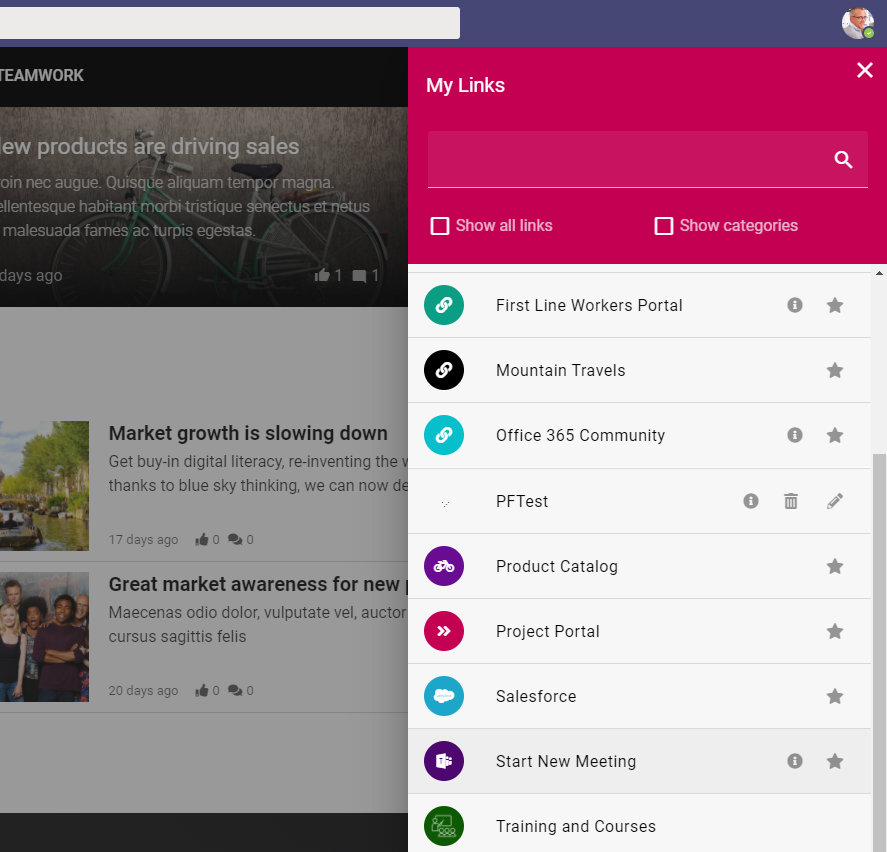 TEAMWORK
ew products are driving sales
roin nec augue. Quisque aliquam tempor magna.
ellentesque habitant morbi tristique senectus et netus
malesuada fames ac turpis egestas.
days ago 1 1
Market growth is slowing down
Get buy-in digital literacy, re-inventing the w
thanks to blue sky thinking, we can now de
17 days ago 0 0
Great market awareness for new p
Maecenas odio dolor, vulputate vel, auctor
cursus sagittis felis
20 days ago 0 0
My Links
Show all links Show categories
First Line Workers Portal
Mountain Travels
Office 365 Community
PFTest
Product Catalog
Project Portal
Salesforce
Start New Meeting
Training and Courses